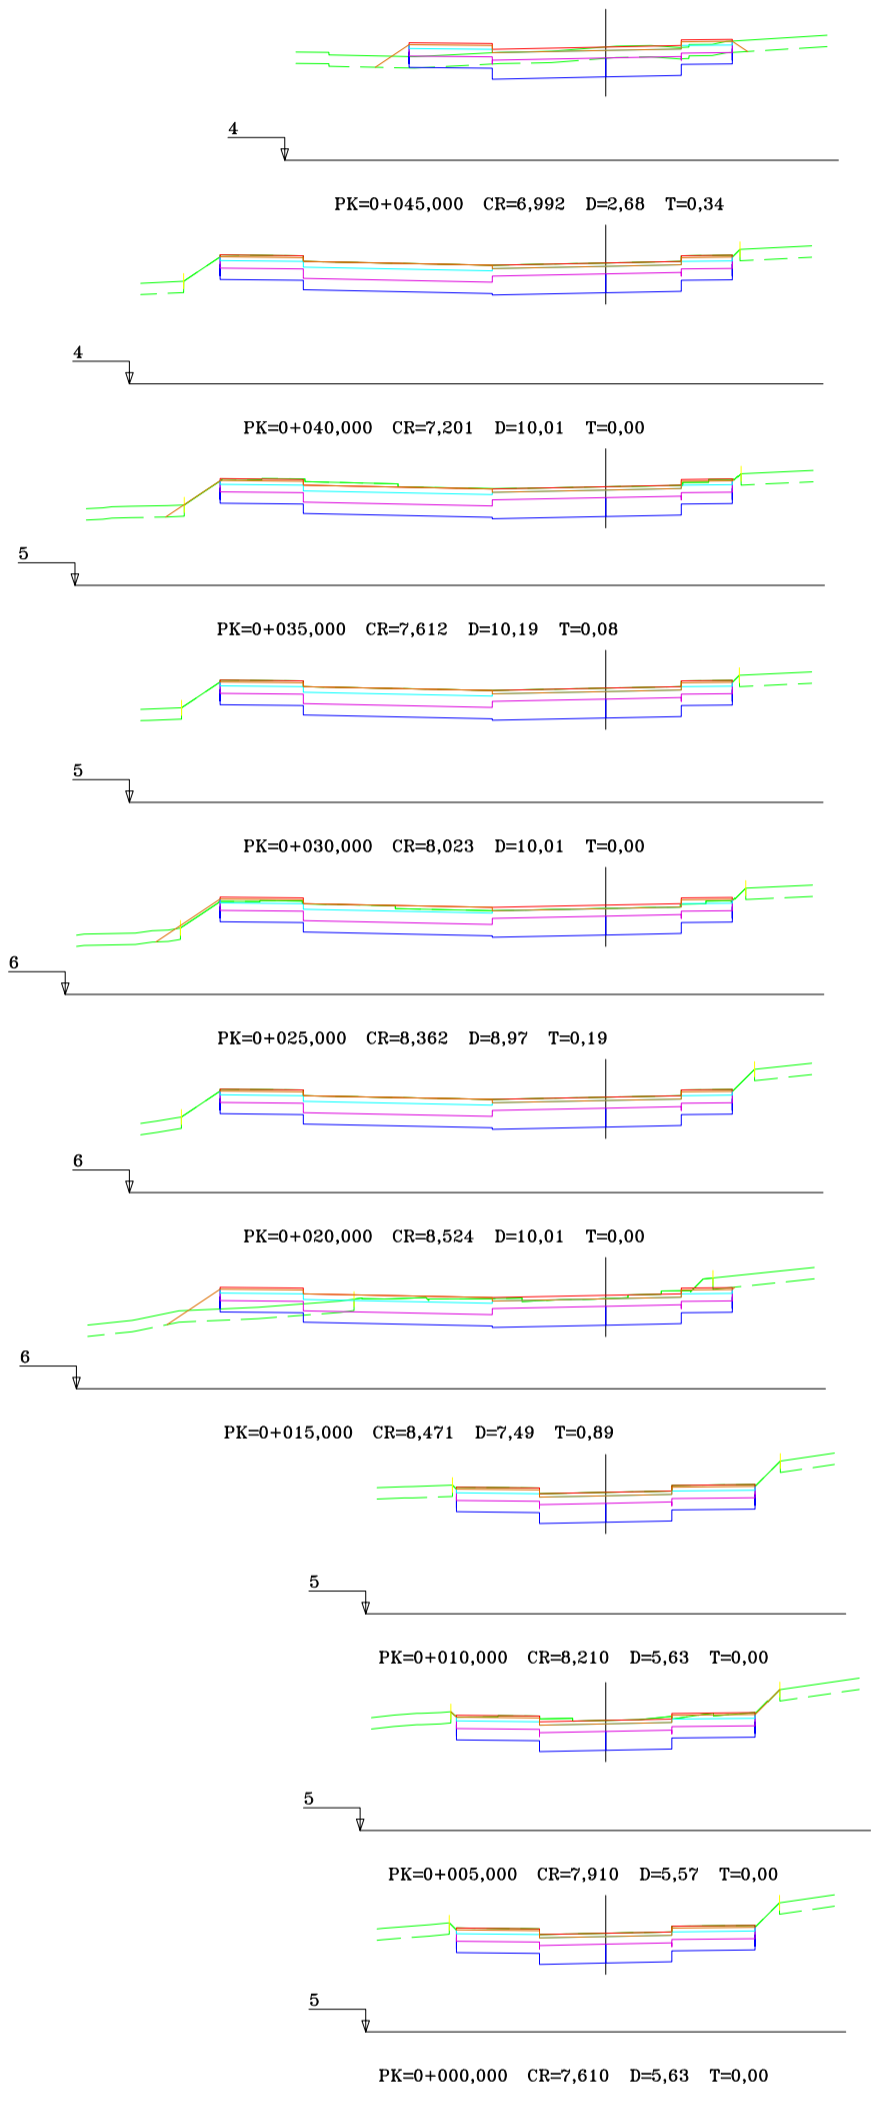 4
PK=0+045,000 CR=6,992 D=2,68 T=0,34
4
PK=0+040,000 CR=7,201 D=10,01 T=0,00
5
PK=0+035,000 CR=7,612 D=10,19 T=0,08
5
PK=0+030,000 CR=8,023 D=10,01 T=0,00
6
PK=0+025,000 CR=8,362 D=8,97 T=0,19
6
PK=0+020,000 CR=8,524 D=10,01 T=0,00
6
PK=0+015,000 CR=8,471 D=7,49 T=0,89
5
PK=0+010,000 CR=8,210 D=5,63 T=0,00
5
PK=0+005,000 CR=7,910 D=5,57 T=0,00
5
PK=0+000,000 CR=7,610 D=5,63 T=0,00